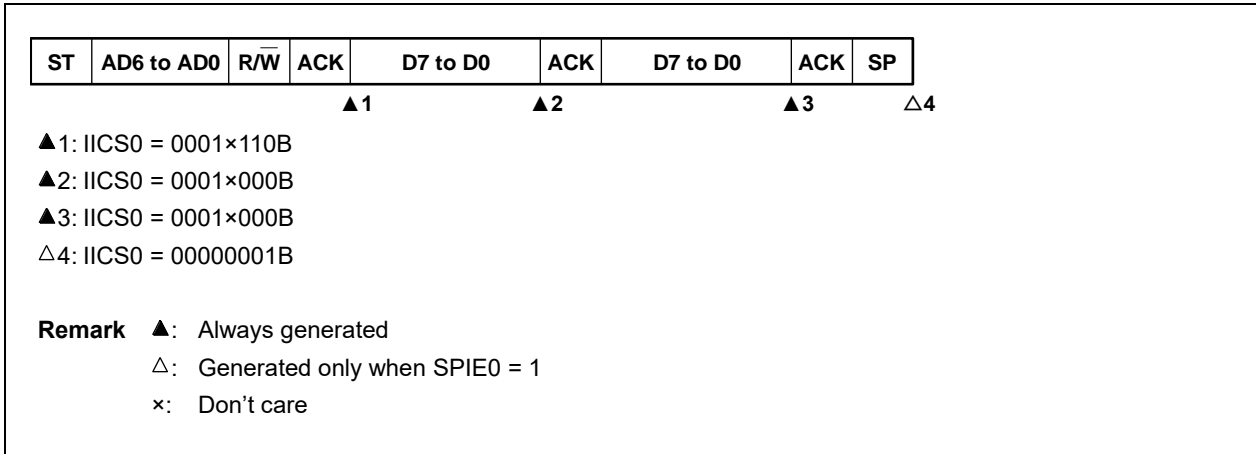 ST AD6 to AD0 R/W̅ ACK D7 to D0 ACK D7 to D0 ACK SP
▲1 ▲2 ▲3 △4
▲1: IICS0 = 0001×110B
▲2: IICS0 = 0001×000B
▲3: IICS0 = 0001×000B
△4: IICS0 = 00000001B
Remark ▲: Always generated
△: Generated only when SPIE0 = 1
×: Don’t care